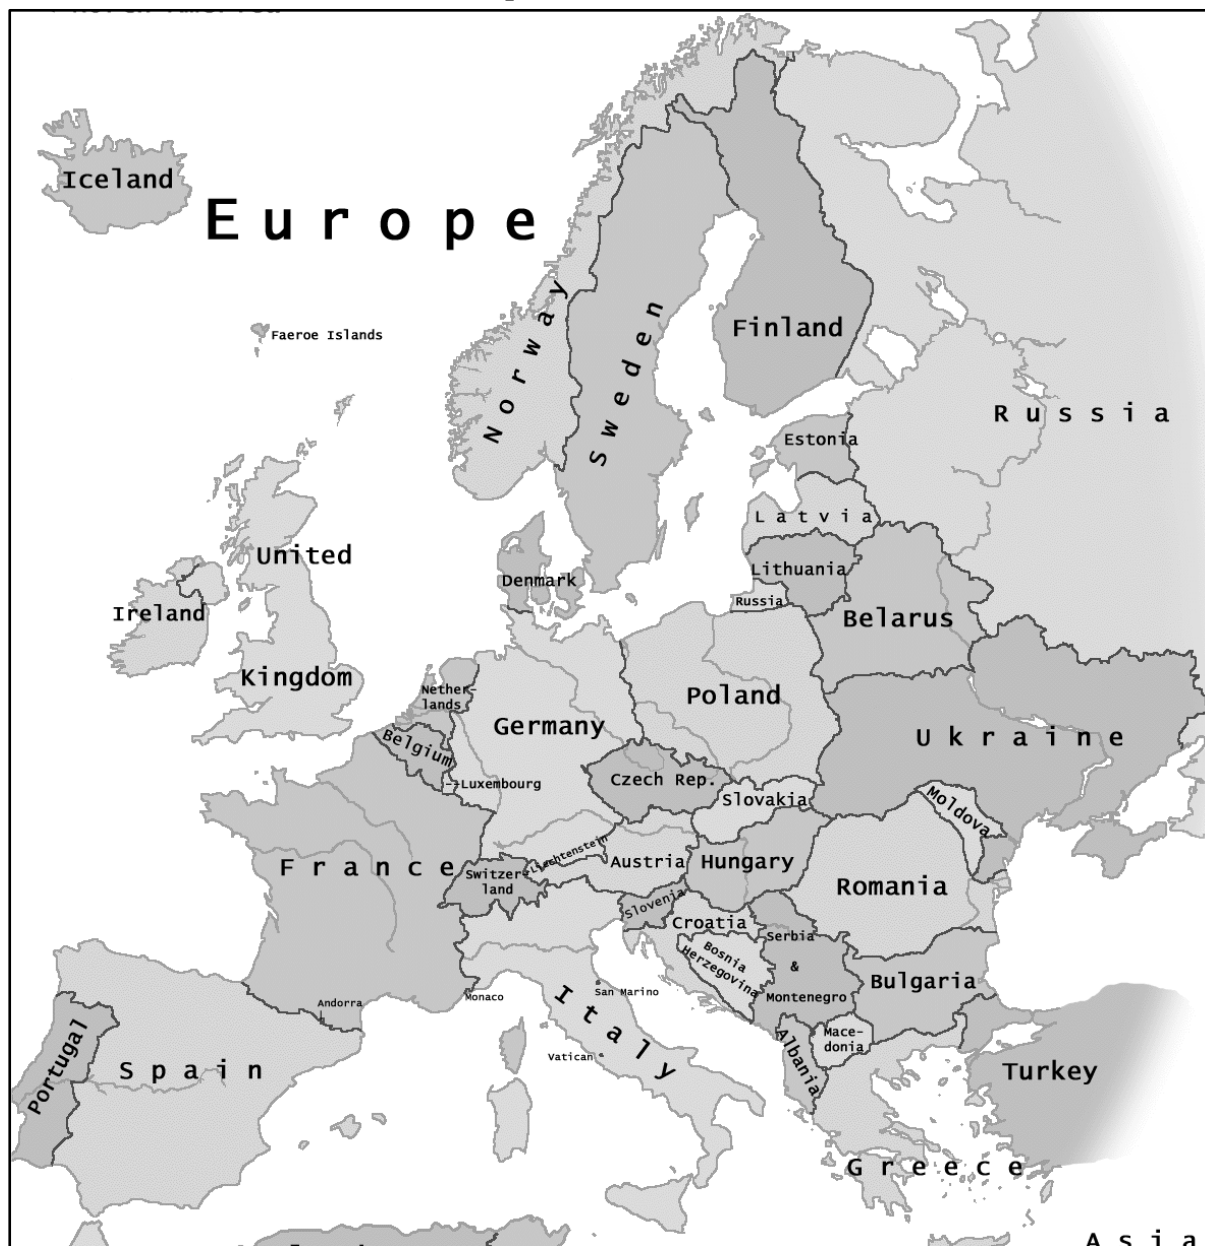 Iceland
Europe
Norway
Sweden
Finland
Faeroe Islands
Russia
Estonia
Latvia
United
Lithuania
Denmark
Russia
Ireland
Belarus
Kingdom
Nether-
lands
Poland
Germany
Belgium
Ukraine
Czech Rep.
--Luxembourg
Slovakia
Moldova
France
Liechtenstein
Austria
Hungary
Switzer-
land
Romania
Slovenia
Croatia
Serbia
&
Montenegro
Bosnia
Herzegovina
Bulgaria
Andorra
Monaco
San Marino
Italy
Portugal
Spain
Vatican
Albania
Mace-
donia
Turkey
Greece
Asia